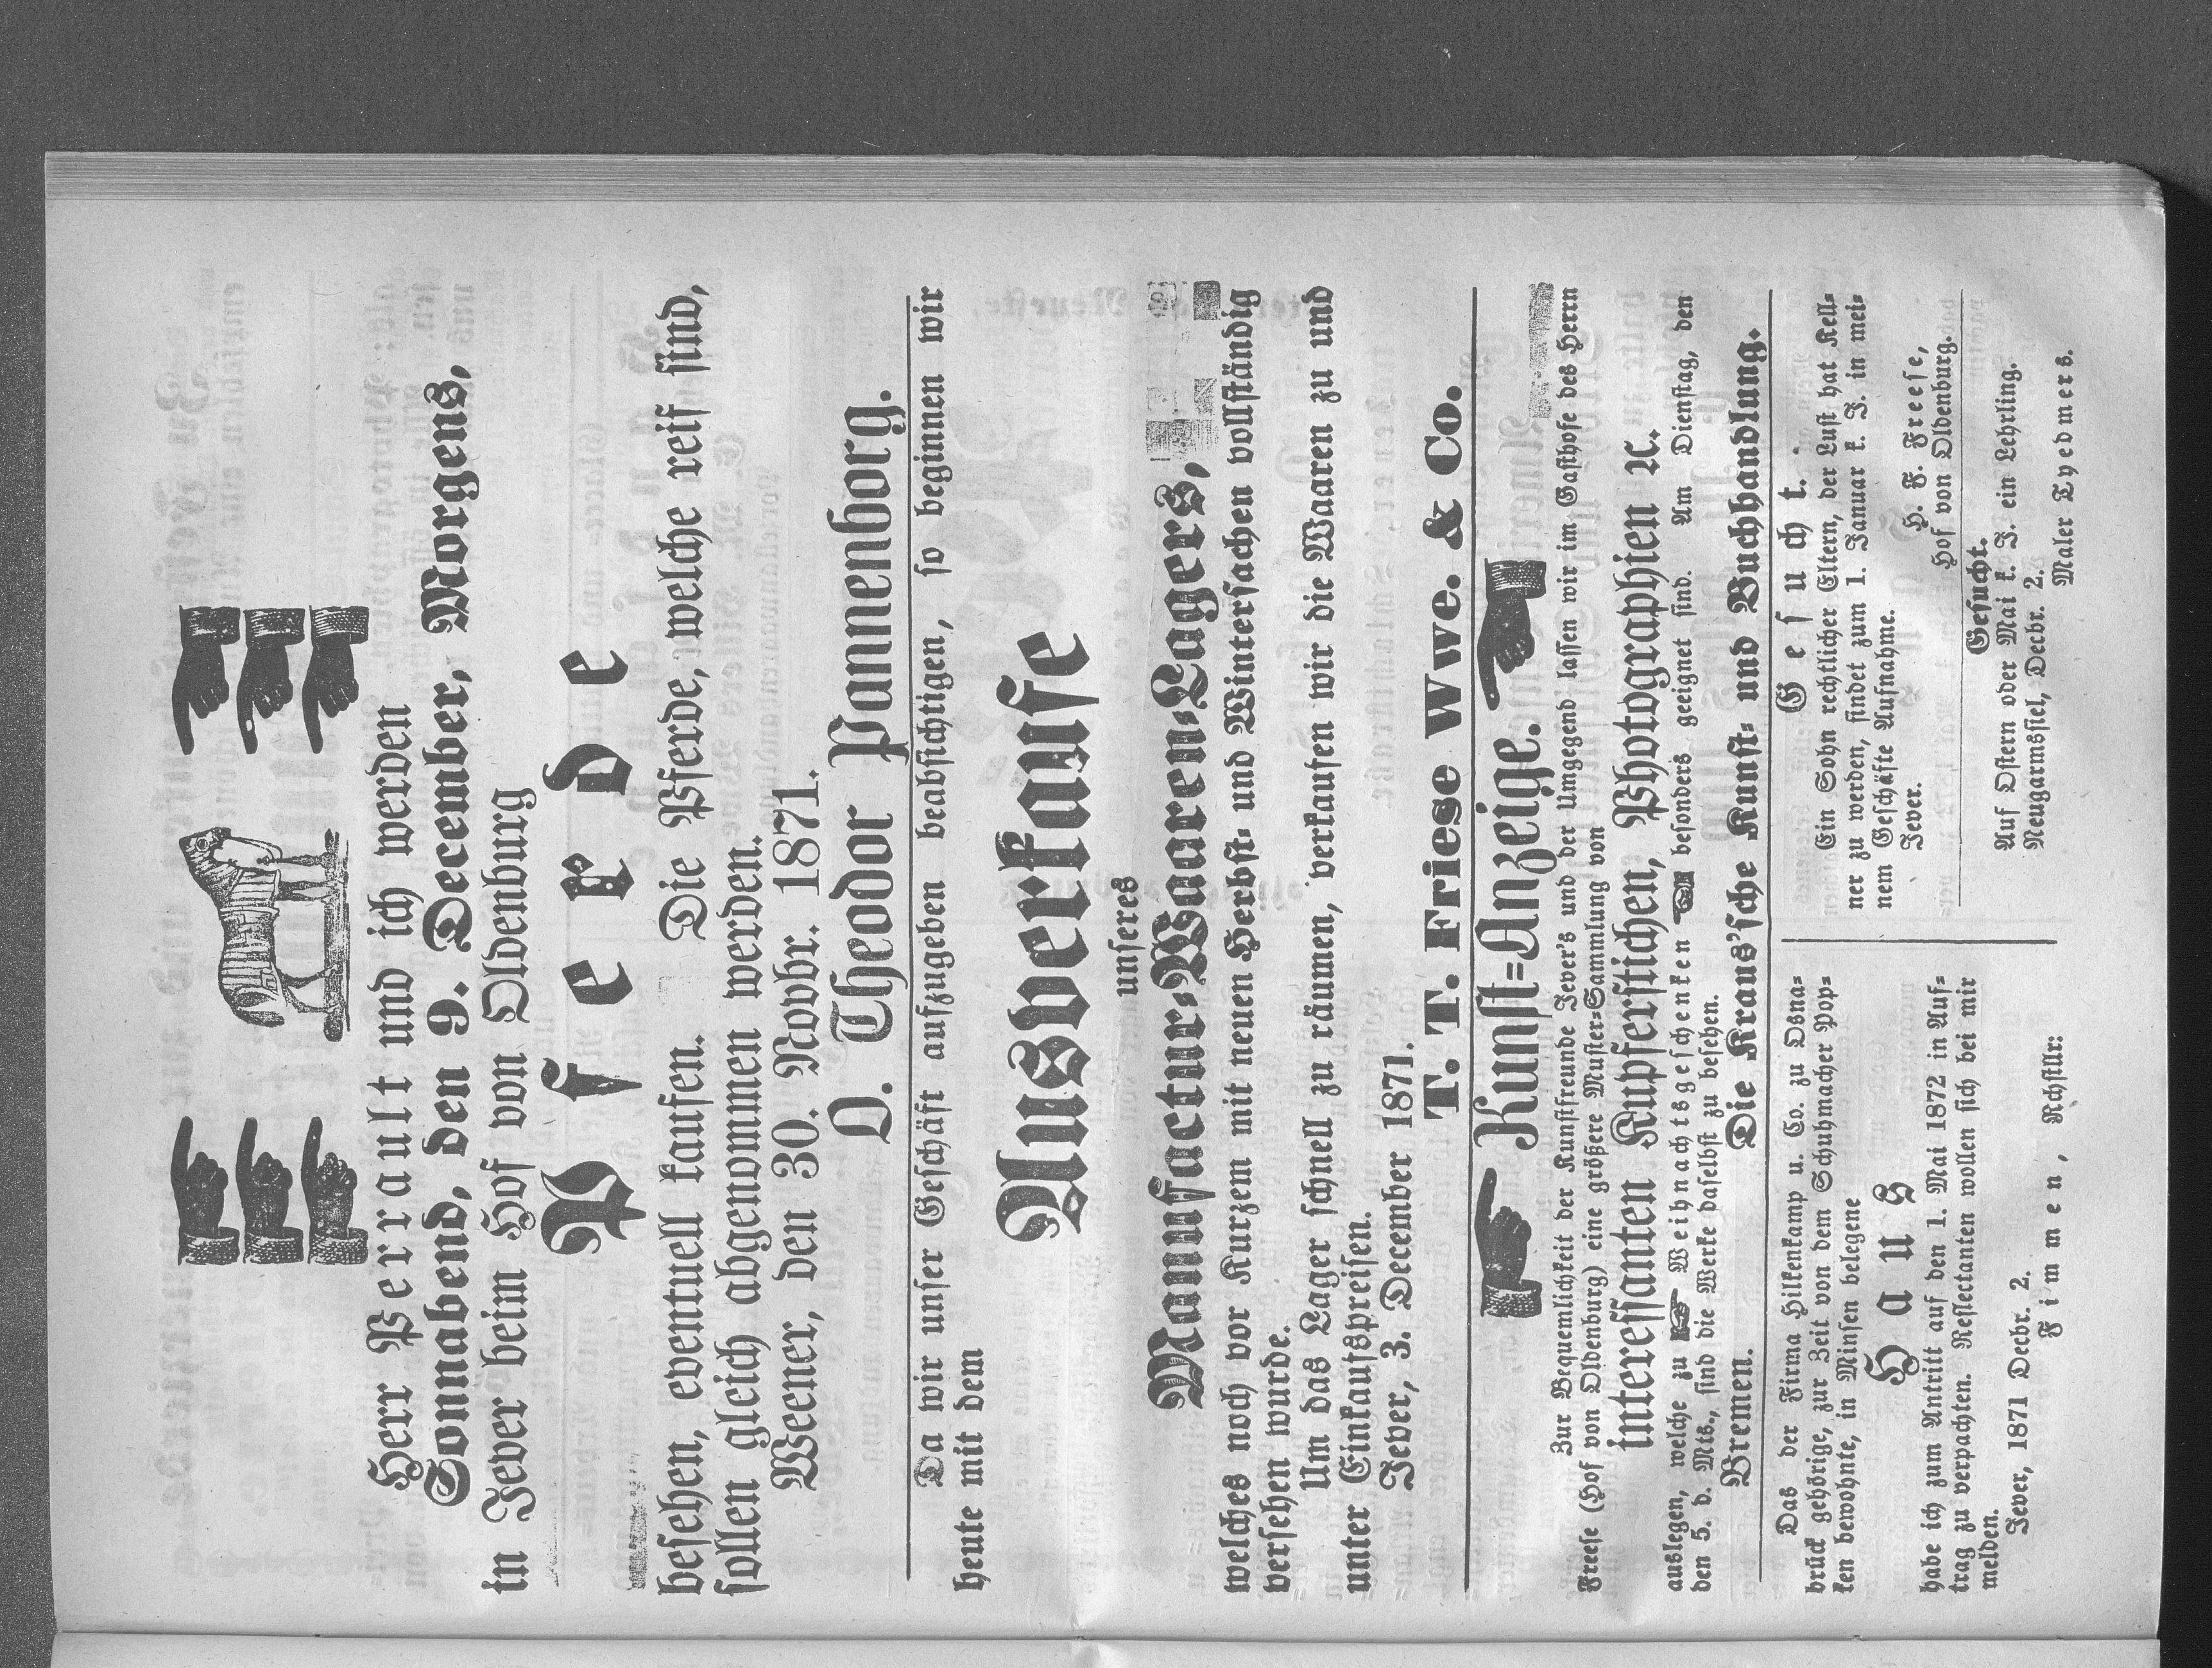 Herr Perrault und ich werden
Sonnabend, den 9. December, Morgens,
in Jever beim Hof von Oldenburg
Pferde
besehen, eventuell kaufen. Die Pferde, welche reif sind,
sollen gleich abgenommen werden.
Weener, den 30. Novbr. 1871.
D. Theodor Pannenborg.
Da wir unser Geschäft aufzugeben beabsichtigen, so beginnen wir
heute mit dem
Ausverkaufe
unseres
Manufactur-Waaren-Lagers,
welches noch vor Kurzem mit neuen Herbst- und Wintersachen vollständig
versehen wurde.
Um das Lager schnell zu räumen, verkaufen wir die Waaren zu und
unter Einkaufspreisen.
Jever, 3. December 1871.
T. T. Friese Wwe. & Co.
Kunst-Anzeige.
Zur Bequemlichkeit der Kunstfreunde Jever's und der Umgegend lassen wir im Gasthofe des Herrn
Freese (Hof von Oldenburg) eine größere Muster-Sammlung von
interessanten Kupferstichen, Photographien ꝛc.
auslegen, welche zu ☞ Weihnachtsgeschenken ☜ besonders geeignet sind. Am Dienstag, den
den 5. d. Mts., sind die Werke daselbst zu besehen.
Bremen. Die Kraus'sche Kunst- und Buchhandlung.
Das der Firma Hilkenkamp u. Co. zu Osna-
brück gehörige, zur Zeit von dem Schuhmacher Pop-
ken bewohnte, in Minsen belegene
Haus
habe ich zum Antritt auf den 1. Mai 1872 in Auf-
trag zu verpachten. Reflectanten wollen sich bei mir
melden.
Jever, 1871 Decbr. 2.
Fimmen, Rchstllr:
Gesucht.
Ein Sohn rechtlicher Eltern, der Lust hat Kell-
ner zu werden, findet zum 1. Januar k. J. in mei-
nem Geschäfte Aufnahme.
Jever. H. F. Freese,
Hof von Oldenburg.
Gesucht.
Auf Ostern oder Mai k. J. ein Lehrling.
Neugarmssiel, Decbr. 2.
Maler Tyedmers.